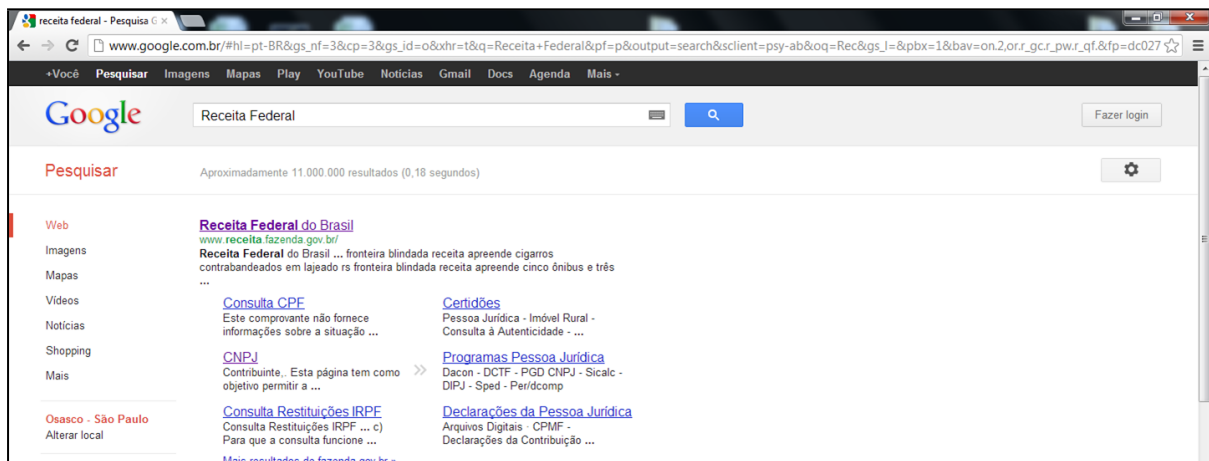 receita federal - Pesquisa G
www.google.com.br/#hl=pt-BR&gs_nf=3&cp=3&gs_id=o&xhr=t&q=Receita+Federal&pf=p&output=search&sclient=psy-ab&oq=Rec&gs_l=&pbx=1&bav=on.2,or.r_gc.r_pw.r_qf.&fp=dc027
+Você Pesquisar Imagens Mapas Play YouTube Notícias Gmail Docs Agenda Mais
Google
Receita Federal
Fazer login
Pesquisar
Aproximadamente 11.000.000 resultados (0,18 segundos)
Web
Imagens
Mapas
Vídeos
Notícias
Shopping
Mais
Osasco - São Paulo
Alterar local
Receita Federal do Brasil
www.receita.fazenda.gov.br/
Receita Federal do Brasil ... fronteira blindada receita apreende cigarros
contrabandeados em lajeado rs fronteira blindada receita apreende cinco ônibus e três
...
Consulta CPF
Este comprovante não fornece
informações sobre a situação ...
Certidões
Pessoa Jurídica - Imóvel Rural -
Consulta à Autenticidade - ...
CNPJ
Contribuinte,. Esta página tem como
objetivo permitir a ...
Programas Pessoa Jurídica
Dacon - DCTF - PGD CNPJ - Sicalc -
DIPJ - Sped - Per/dcomp
Consulta Restituições IRPF
Consulta Restituições IRPF ... c)
Para que a consulta funcione ...
Declarações da Pessoa Jurídica
Arquivos Digitais · CPMF -
Declarações da Contribuição ...
Mais resultados de fazenda.gov.br »